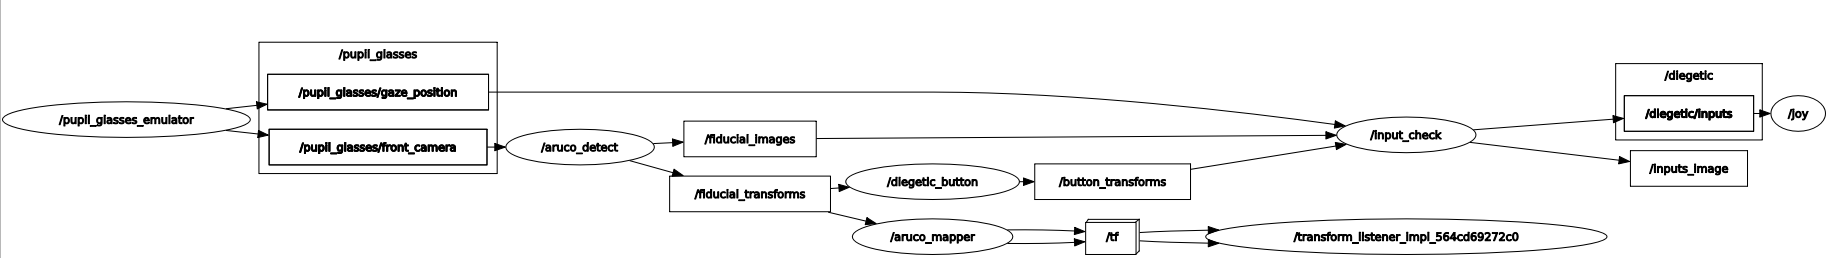 /pupil_glasses_emulator
/pupil_glasses
/pupil_glasses/gaze_position
/pupil_glasses/front_camera
/aruco_detect
/fiducial_images
/fiducial_transforms
/diegetic_button
/aruco_mapper
/button_transforms
/tf
/input_check
/transform_listener_impl_564cd69272c0
/diegetic
/diegetic/inputs
/inputs_image
/joy